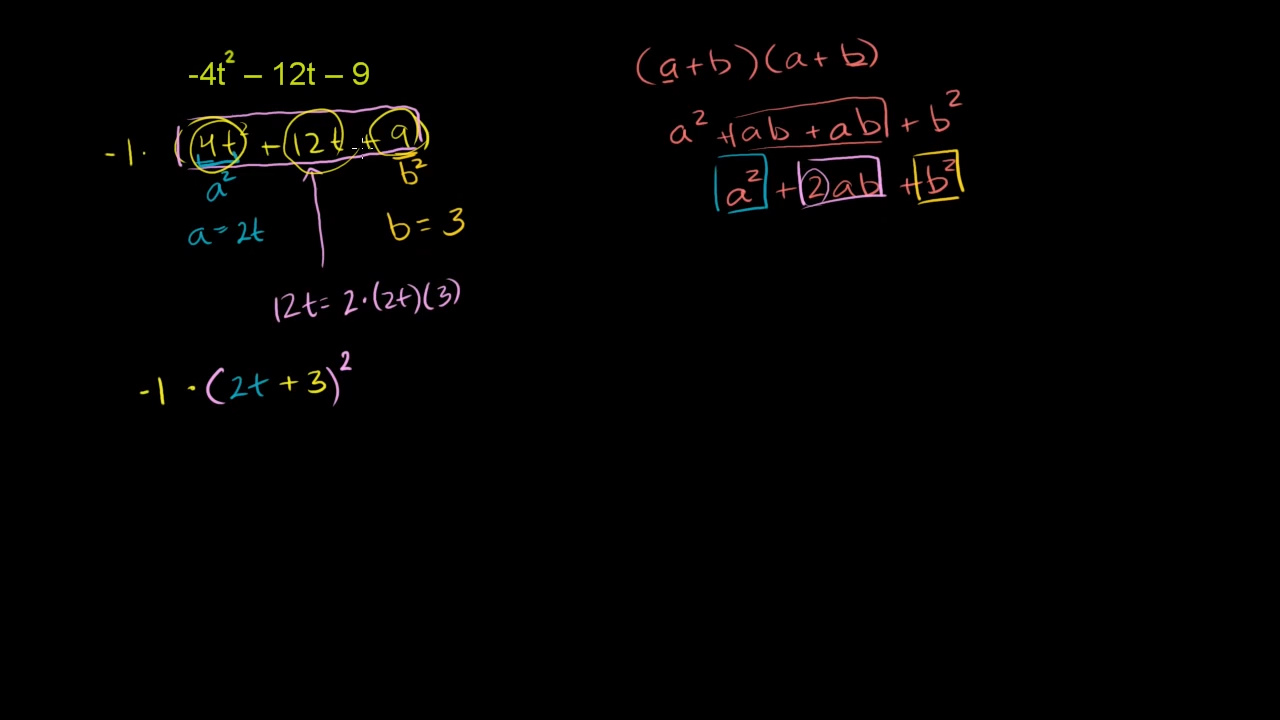 -4t² – 12t – 9
-1 · (4t² + 12t + 9)
a²
b²
a = 2t
b = 3
12t = 2 · (2t)(3)
-1 · (2t + 3)²
(a + b)(a + b)
a² + ab + ab + b²
a² + 2ab + b²